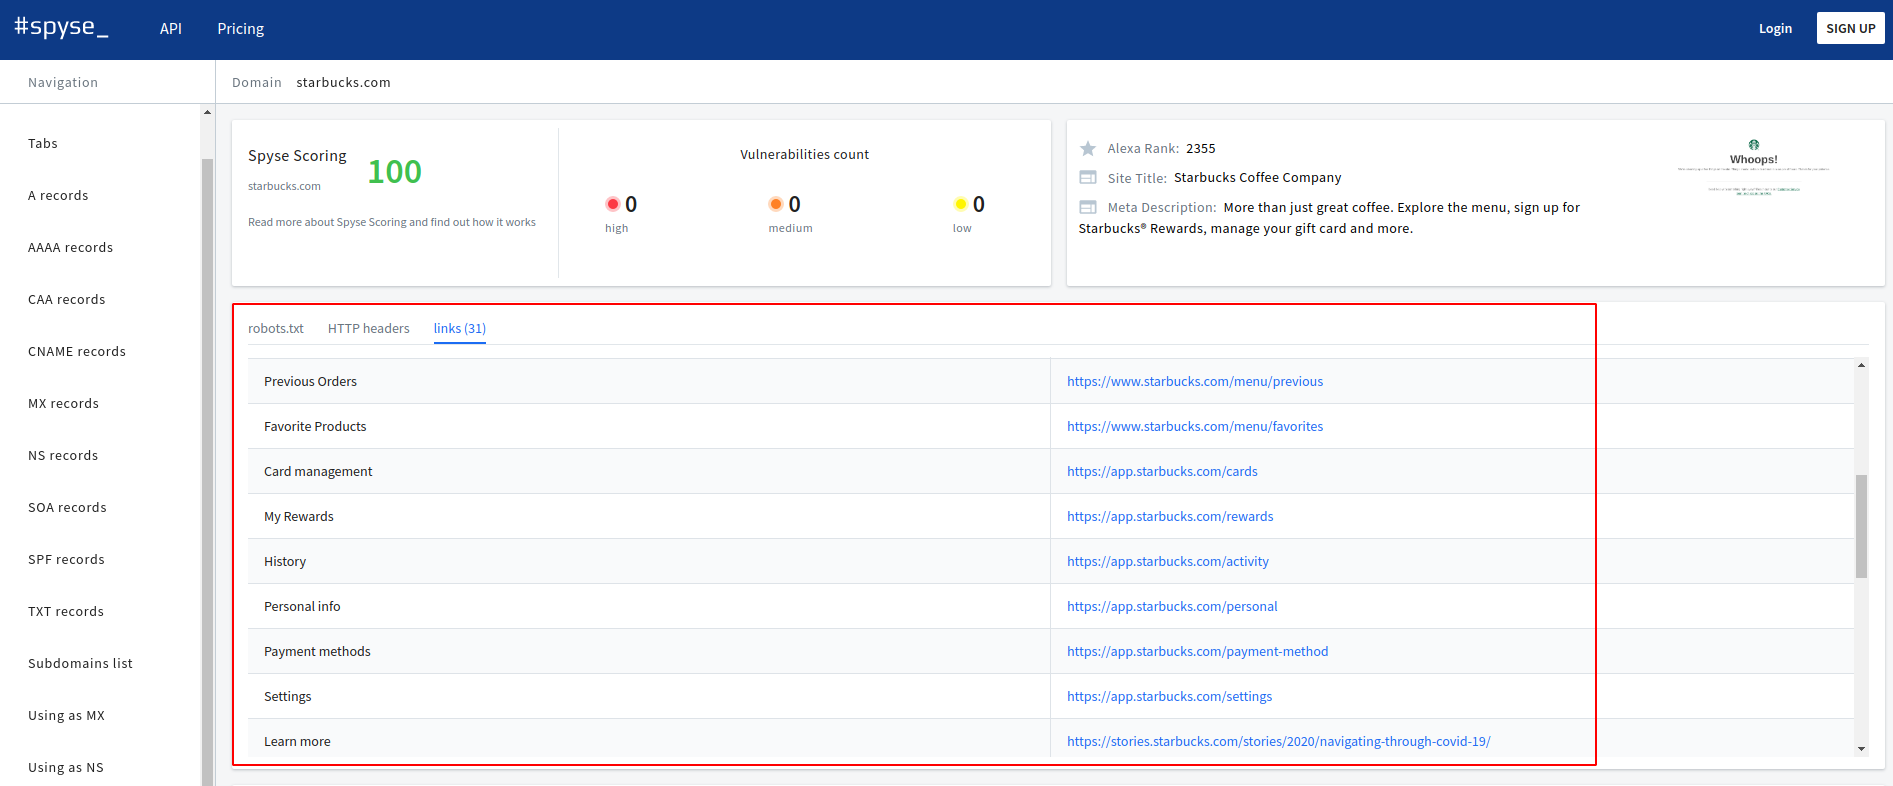 #spyse_
API
Pricing
Login
SIGN UP
Navigation
Domain starbucks.com
Tabs
A records
AAAA records
CAA records
CNAME records
MX records
NS records
SOA records
SPF records
TXT records
Subdomains list
Using as MX
Using as NS
Spyse Scoring
100
starbucks.com
Read more about Spyse Scoring and find out how it works
Vulnerabilities count
0
high
0
medium
0
low
Alexa Rank: 2355
Site Title: Starbucks Coffee Company
Meta Description: More than just great coffee. Explore the menu, sign up for
Starbucks® Rewards, manage your gift card and more.
Whoops!
robots.txt
HTTP headers
links (31)
Previous Orders
https://www.starbucks.com/menu/previous
Favorite Products
https://www.starbucks.com/menu/favorites
Card management
https://app.starbucks.com/cards
My Rewards
https://app.starbucks.com/rewards
History
https://app.starbucks.com/activity
Personal info
https://app.starbucks.com/personal
Payment methods
https://app.starbucks.com/payment-method
Settings
https://app.starbucks.com/settings
Learn more
https://stories.starbucks.com/stories/2020/navigating-through-covid-19/